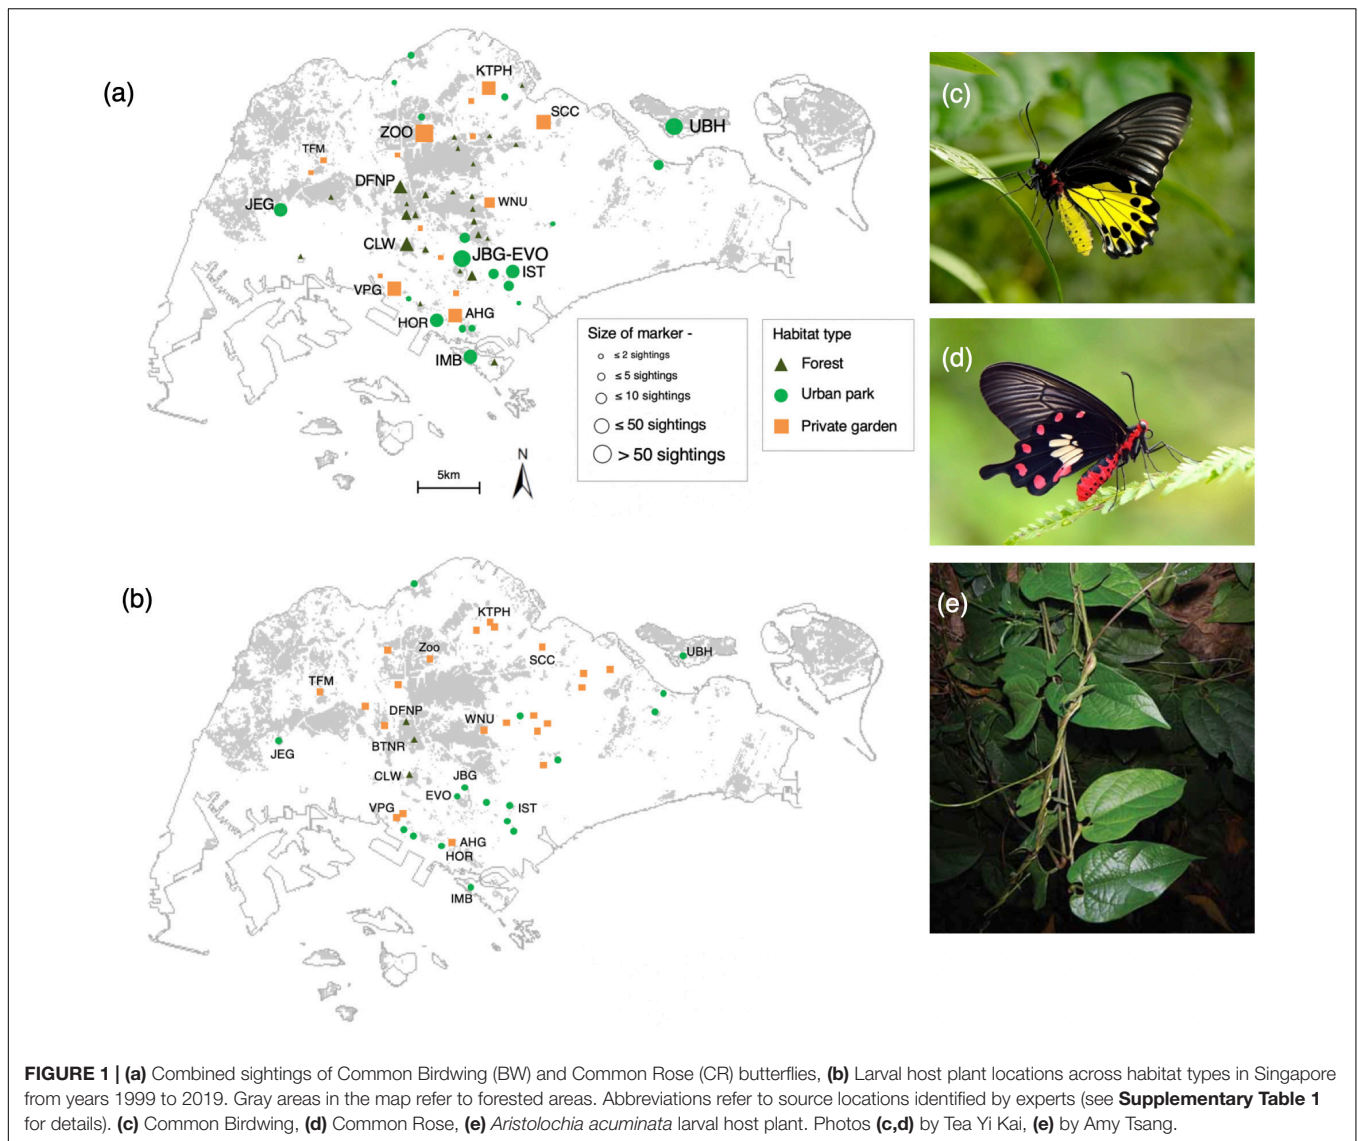 (a)
KTPH
SCC
ZOO
UBH
TFM
DFNP
JEG
WNU
CLW
JBG-EVO
IST
VPG
HOR
AHG
IMB
Size of marker -
≤ 2 sightings
≤ 5 sightings
≤ 10 sightings
≤ 50 sightings
> 50 sightings
Habitat type
Forest
Urban park
Private garden
5km
N
(c)
(d)
(b)
KTPH
Zoo
SCC
UBH
TFM
DFNP
WNU
BTNR
JEG
CLW
JBG
EVO
IST
VPG
AHG
HOR
IMB
(e)
FIGURE 1 | (a) Combined sightings of Common Birdwing (BW) and Common Rose (CR) butterflies, (b) Larval host plant locations across habitat types in Singapore
from years 1999 to 2019. Gray areas in the map refer to forested areas. Abbreviations refer to source locations identified by experts (see Supplementary Table 1
for details). (c) Common Birdwing, (d) Common Rose, (e) Aristolochia acuminata larval host plant. Photos (c,d) by Tea Yi Kai, (e) by Amy Tsang.